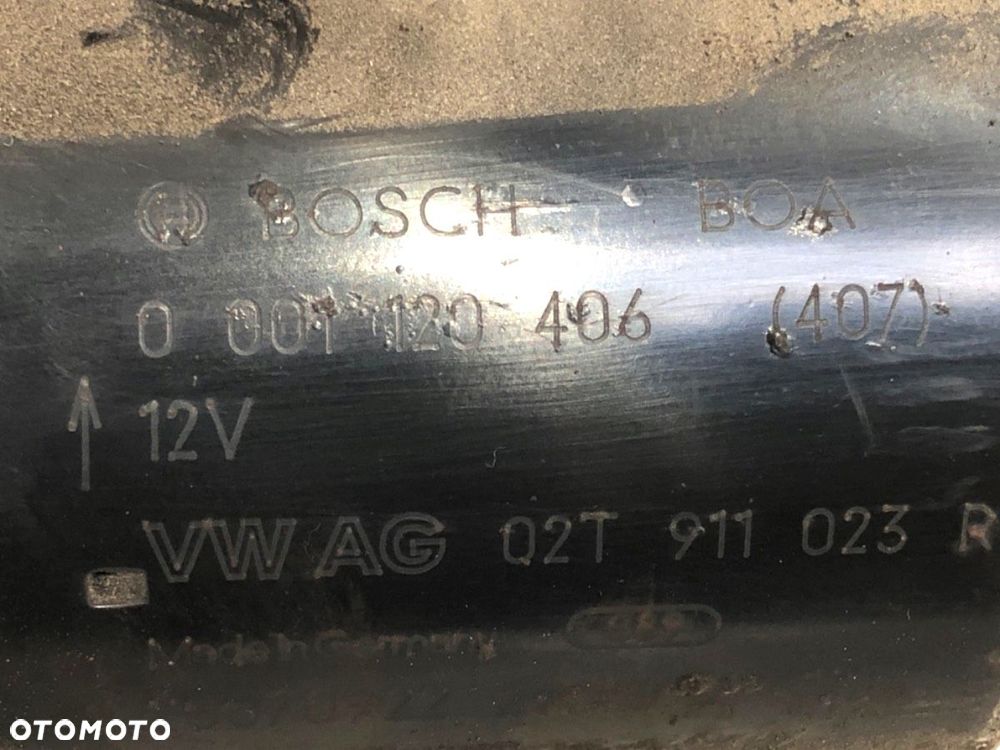 BOSCH BOA
0 001 120 406 (407)
12V
VW AG 02T 911 023 R
Made in Germany
OTOMOTO